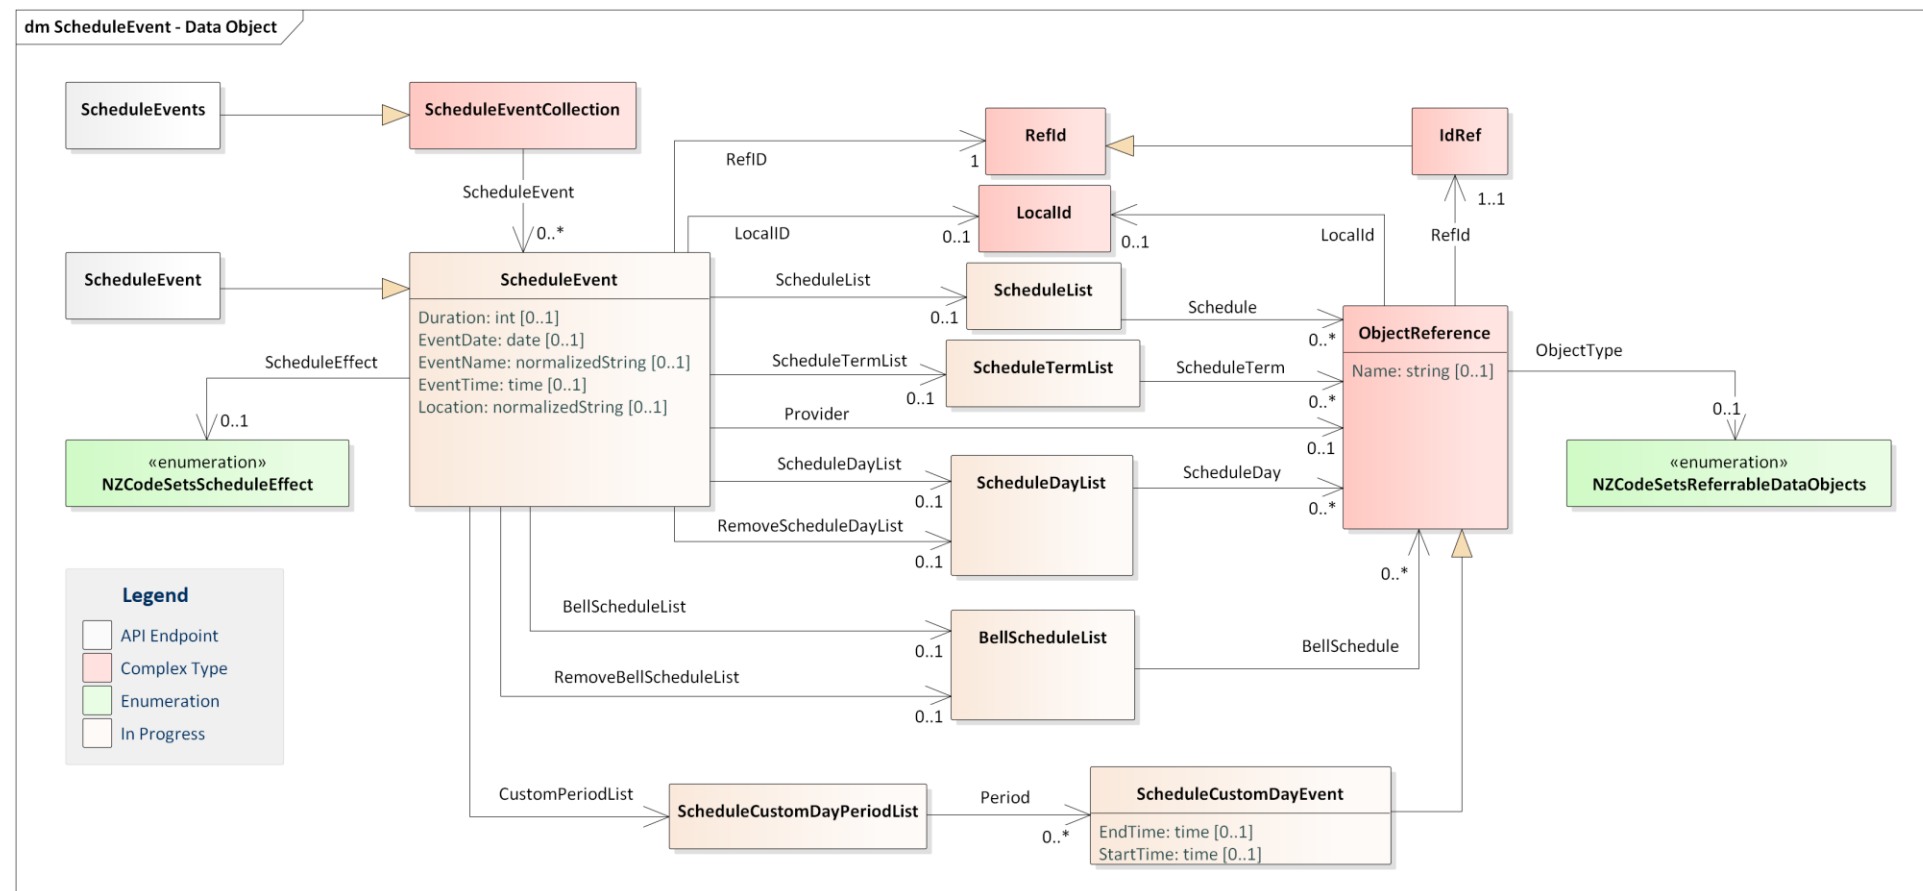 dm ScheduleEvent - Data Object
ScheduleEvents
ScheduleEventCollection
RefId
IdRef
RefID
1
1..1
ScheduleEvent
LocalId
0..*
LocalID
0..1
0..1
LocalId
RefId
ScheduleEvent
ScheduleEvent
Duration: int [0..1]
EventDate: date [0..1]
EventName: normalizedString [0..1]
EventTime: time [0..1]
Location: normalizedString [0..1]
ScheduleList
0..1
ScheduleList
Schedule
0..*
ObjectReference
Name: string [0..1]
ObjectType
0..1
ScheduleEffect
0..1
ScheduleTermList
0..1
ScheduleTermList
ScheduleTerm
0..*
Provider
0..1
«enumeration»
NZCodeSetsScheduleEffect
ScheduleDayList
0..1
ScheduleDayList
ScheduleDay
0..*
«enumeration»
NZCodeSetsReferrableDataObjects
RemoveScheduleDayList
0..1
0..*
Legend
API Endpoint
Complex Type
Enumeration
In Progress
BellScheduleList
0..1
BellScheduleList
BellSchedule
RemoveBellScheduleList
0..1
CustomPeriodList
ScheduleCustomDayPeriodList
Period
0..*
ScheduleCustomDayEvent
EndTime: time [0..1]
StartTime: time [0..1]